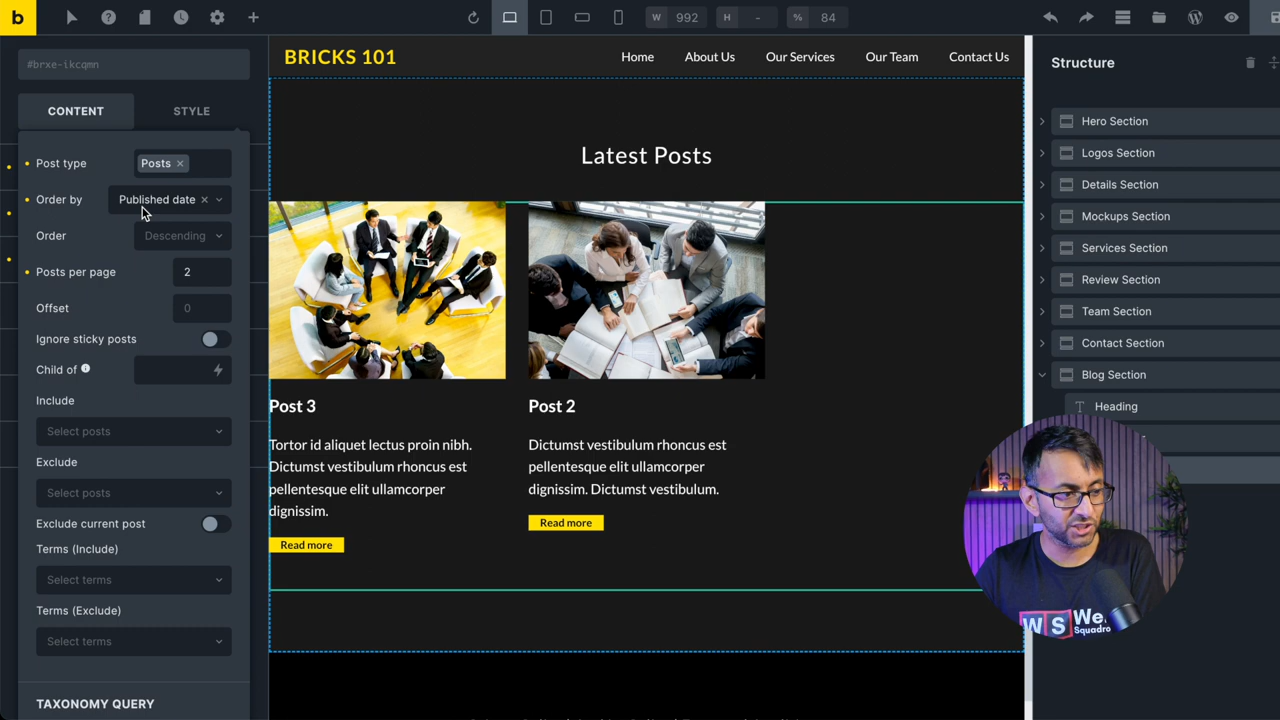 b
W 992 H - % 84
#brxe-ikcqmn
CONTENT STYLE
Post type Posts ×
Order by Published date ×
Order Descending
Posts per page 2
Offset 0
Ignore sticky posts
Child of
Include
Select posts
Exclude
Select posts
Exclude current post
Terms (Include)
Select terms
Terms (Exclude)
Select terms
TAXONOMY QUERY
BRICKS 101
Home About Us Our Services Our Team Contact Us
Latest Posts
Post 3
Tortor id aliquet lectus proin nibh.
Dictumst vestibulum rhoncus est
pellentesque elit ullamcorper
dignissim.
Read more
Post 2
Dictumst vestibulum rhoncus est
pellentesque elit ullamcorper
dignissim. Dictumst vestibulum.
Read more
Structure
Hero Section
Logos Section
Details Section
Mockups Section
Services Section
Review Section
Team Section
Contact Section
Blog Section
Heading
WS